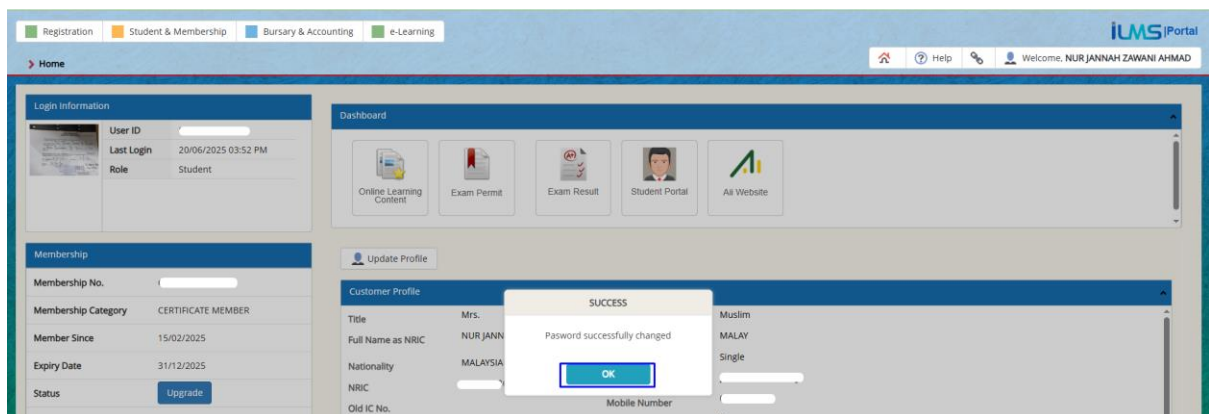 Registration
Student & Membership
Bursary & Accounting
e-Learning
iLMS |Portal
Home
Help
Welcome, NUR JANNAH ZAWANI AHMAD
Login Information
User ID
Last Login 20/06/2025 03:52 PM
Role Student
Dashboard
Online Learning
Content
Exam Permit
Exam Result
Student Portal
AII Website
Membership
Membership No.
Membership Category CERTIFICATE MEMBER
Member Since 15/02/2025
Expiry Date 31/12/2025
Status Upgrade
Update Profile
Customer Profile
Title Mrs. Muslim
Full Name as NRIC NUR JANN MALAY
Nationality MALAYSIA Single
NRIC
Old IC No. Mobile Number
SUCCESS
Pasword successfully changed
OK